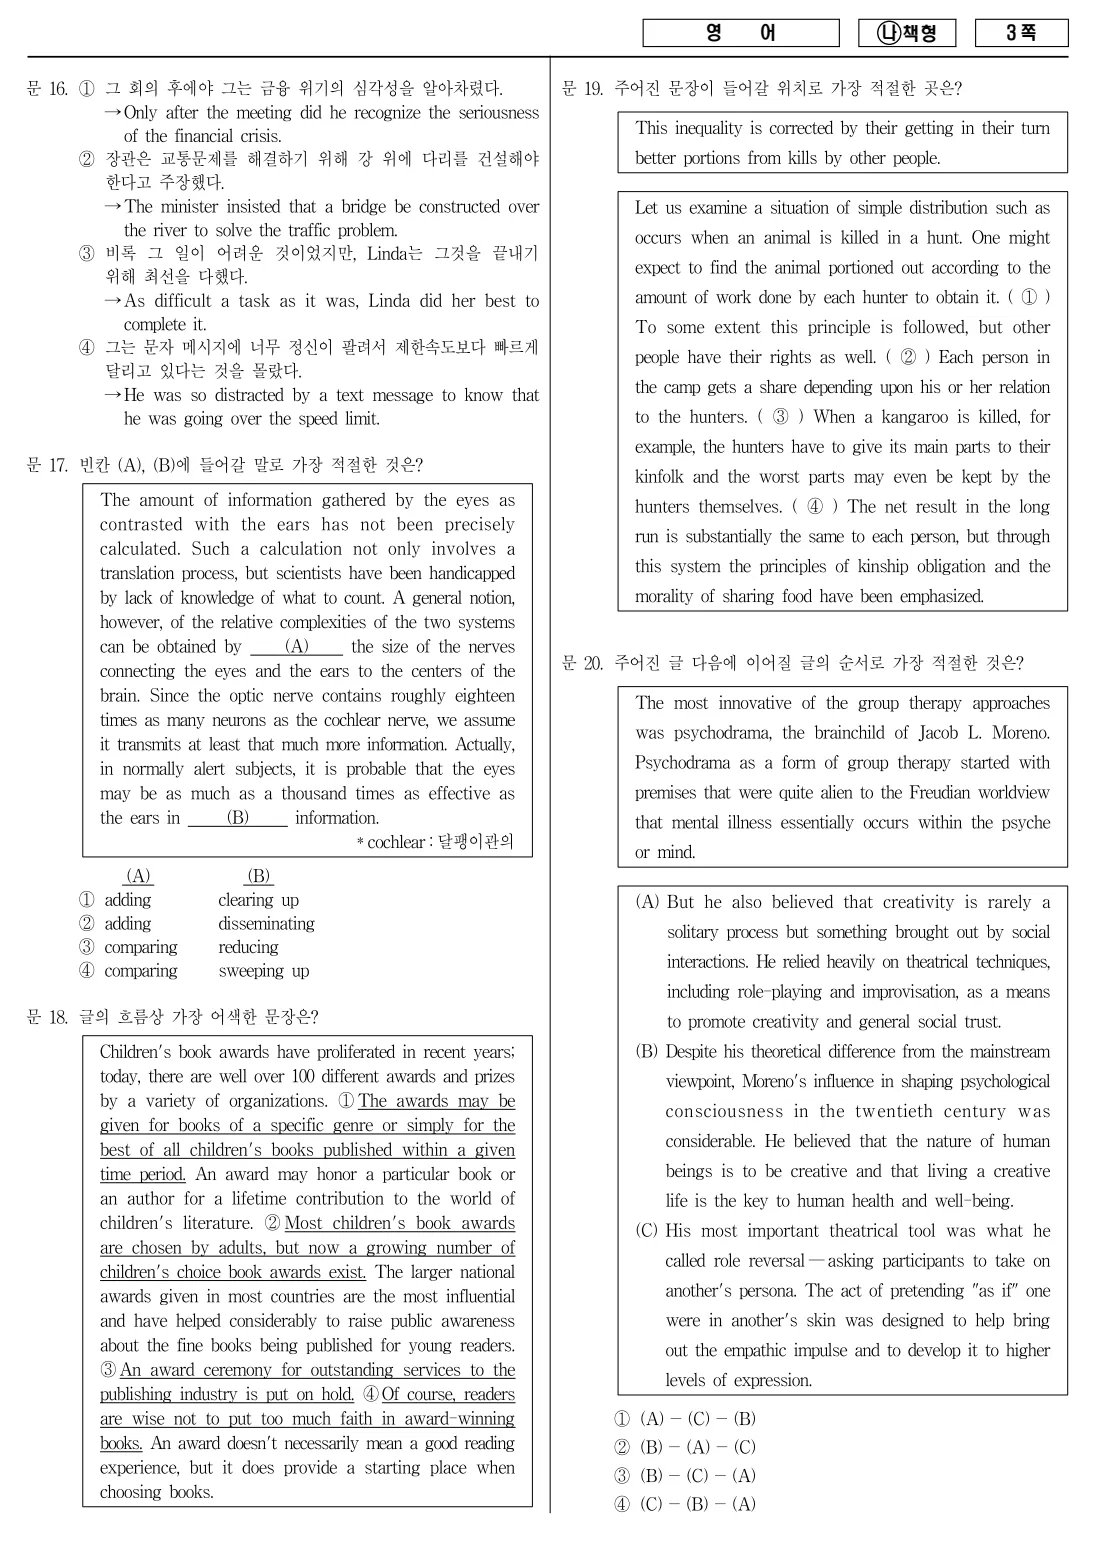 영 어
나책형
3쪽
문 16. ① 그 회의 후에야 그는 금융 위기의 심각성을 알아차렸다.
→Only after the meeting did he recognize the seriousness
of the financial crisis.
② 장관은 교통문제를 해결하기 위해 강 위에 다리를 건설해야
한다고 주장했다.
→The minister insisted that a bridge be constructed over
the river to solve the traffic problem.
③ 비록 그 일이 어려운 것이었지만, Linda는 그것을 끝내기
위해 최선을 다했다.
→As difficult a task as it was, Linda did her best to
complete it.
④ 그는 문자 메시지에 너무 정신이 팔려서 제한속도보다 빠르게
달리고 있다는 것을 몰랐다.
→He was so distracted by a text message to know that
he was going over the speed limit.
문 17. 빈칸 (A), (B)에 들어갈 말로 가장 적절한 것은?
The amount of information gathered by the eyes as
contrasted with the ears has not been precisely
calculated. Such a calculation not only involves a
translation process, but scientists have been handicapped
by lack of knowledge of what to count. A general notion,
however, of the relative complexities of the two systems
can be obtained by (A) the size of the nerves
connecting the eyes and the ears to the centers of the
brain. Since the optic nerve contains roughly eighteen
times as many neurons as the cochlear nerve, we assume
it transmits at least that much more information. Actually,
in normally alert subjects, it is probable that the eyes
may be as much as a thousand times as effective as
the ears in (B) information.
* cochlear : 달팽이관의
(A) (B)
① adding clearing up
② adding disseminating
③ comparing reducing
④ comparing sweeping up
문 18. 글의 흐름상 가장 어색한 문장은?
Children's book awards have proliferated in recent years;
today, there are well over 100 different awards and prizes
by a variety of organizations. ① The awards may be
given for books of a specific genre or simply for the
best of all children's books published within a given
time period. An award may honor a particular book or
an author for a lifetime contribution to the world of
children's literature. ② Most children's book awards
are chosen by adults, but now a growing number of
children's choice book awards exist. The larger national
awards given in most countries are the most influential
and have helped considerably to raise public awareness
about the fine books being published for young readers.
③ An award ceremony for outstanding services to the
publishing industry is put on hold. ④ Of course, readers
are wise not to put too much faith in award-winning
books. An award doesn't necessarily mean a good reading
experience, but it does provide a starting place when
choosing books.
문 19. 주어진 문장이 들어갈 위치로 가장 적절한 곳은?
This inequality is corrected by their getting in their turn
better portions from kills by other people.
Let us examine a situation of simple distribution such as
occurs when an animal is killed in a hunt. One might
expect to find the animal portioned out according to the
amount of work done by each hunter to obtain it. ( ① )
To some extent this principle is followed, but other
people have their rights as well. ( ② ) Each person in
the camp gets a share depending upon his or her relation
to the hunters. ( ③ ) When a kangaroo is killed, for
example, the hunters have to give its main parts to their
kinfolk and the worst parts may even be kept by the
hunters themselves. ( ④ ) The net result in the long
run is substantially the same to each person, but through
this system the principles of kinship obligation and the
morality of sharing food have been emphasized.
문 20. 주어진 글 다음에 이어질 글의 순서로 가장 적절한 것은?
The most innovative of the group therapy approaches
was psychodrama, the brainchild of Jacob L. Moreno.
Psychodrama as a form of group therapy started with
premises that were quite alien to the Freudian worldview
that mental illness essentially occurs within the psyche
or mind.
(A) But he also believed that creativity is rarely a
solitary process but something brought out by social
interactions. He relied heavily on theatrical techniques,
including role-playing and improvisation, as a means
to promote creativity and general social trust.
(B) Despite his theoretical difference from the mainstream
viewpoint, Moreno's influence in shaping psychological
consciousness in the twentieth century was
considerable. He believed that the nature of human
beings is to be creative and that living a creative
life is the key to human health and well-being.
(C) His most important theatrical tool was what he
called role reversal—asking participants to take on
another's persona. The act of pretending "as if" one
were in another's skin was designed to help bring
out the empathic impulse and to develop it to higher
levels of expression.
① (A) - (C) - (B)
② (B) - (A) - (C)
③ (B) - (C) - (A)
④ (C) - (B) - (A)